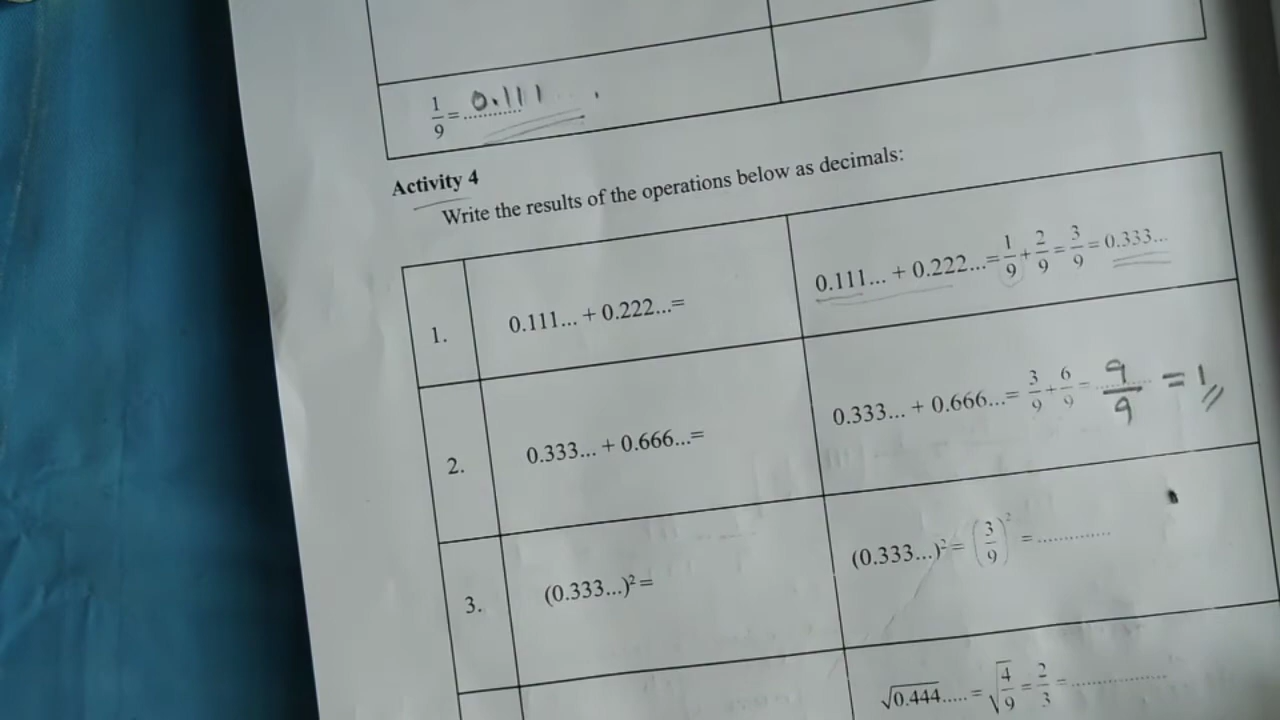 1/9 = 0.111
Activity 4
Write the results of the operations below as decimals:
1.
0.111... + 0.222...=
0.111... + 0.222...= 1/9 + 2/9 = 3/9 = 0.333...
2.
0.333... + 0.666...=
0.333... + 0.666...= 3/9 + 6/9 = 9/9 = 1
3.
(0.333...)²=
(0.333...)²= (3/9)² = ..............
√0.444..... = √4/9 = 2/3 = ..................